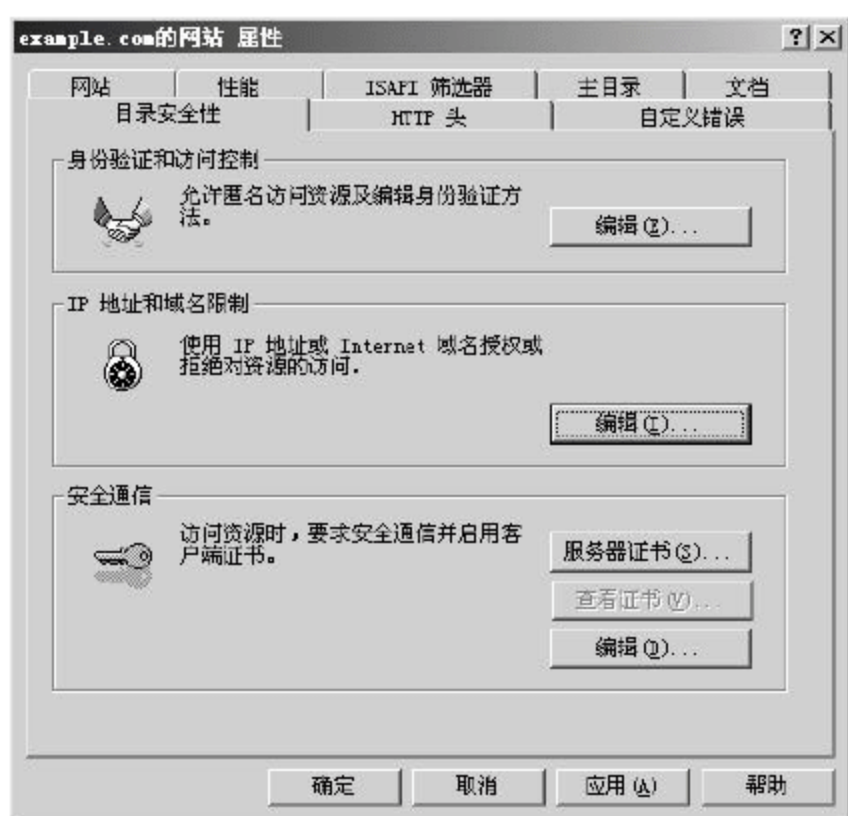 example.com的网站 属性
网站 性能 ISAPI 筛选器 主目录 文档
目录安全性 HTTP 头 自定义错误
身份验证和访问控制
允许匿名访问资源及编辑身份验证方
法。
编辑(E)...
IP 地址和域名限制
使用 IP 地址或 Internet 域名授权或
拒绝对资源的访问.
编辑(I)...
安全通信
访问资源时，要求安全通信并启用客
户端证书。
服务器证书(S)...
查看证书(V)...
编辑(D)...
确定 取消 应用(A) 帮助